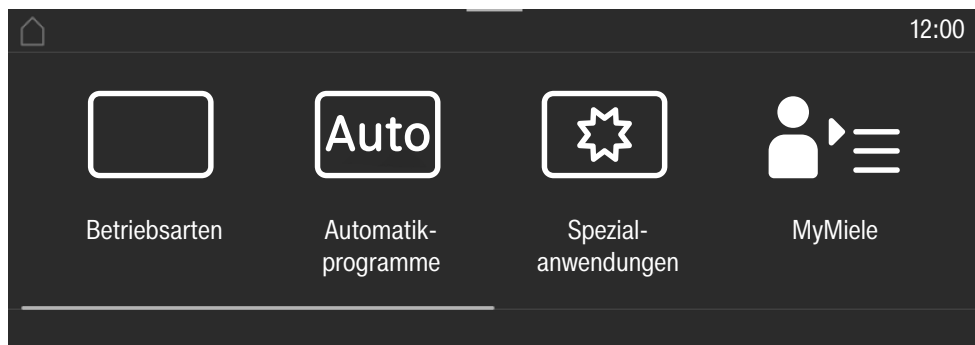 12:00
Auto
Betriebsarten
Automatik-
programme
Spezial-
anwendungen
MyMiele